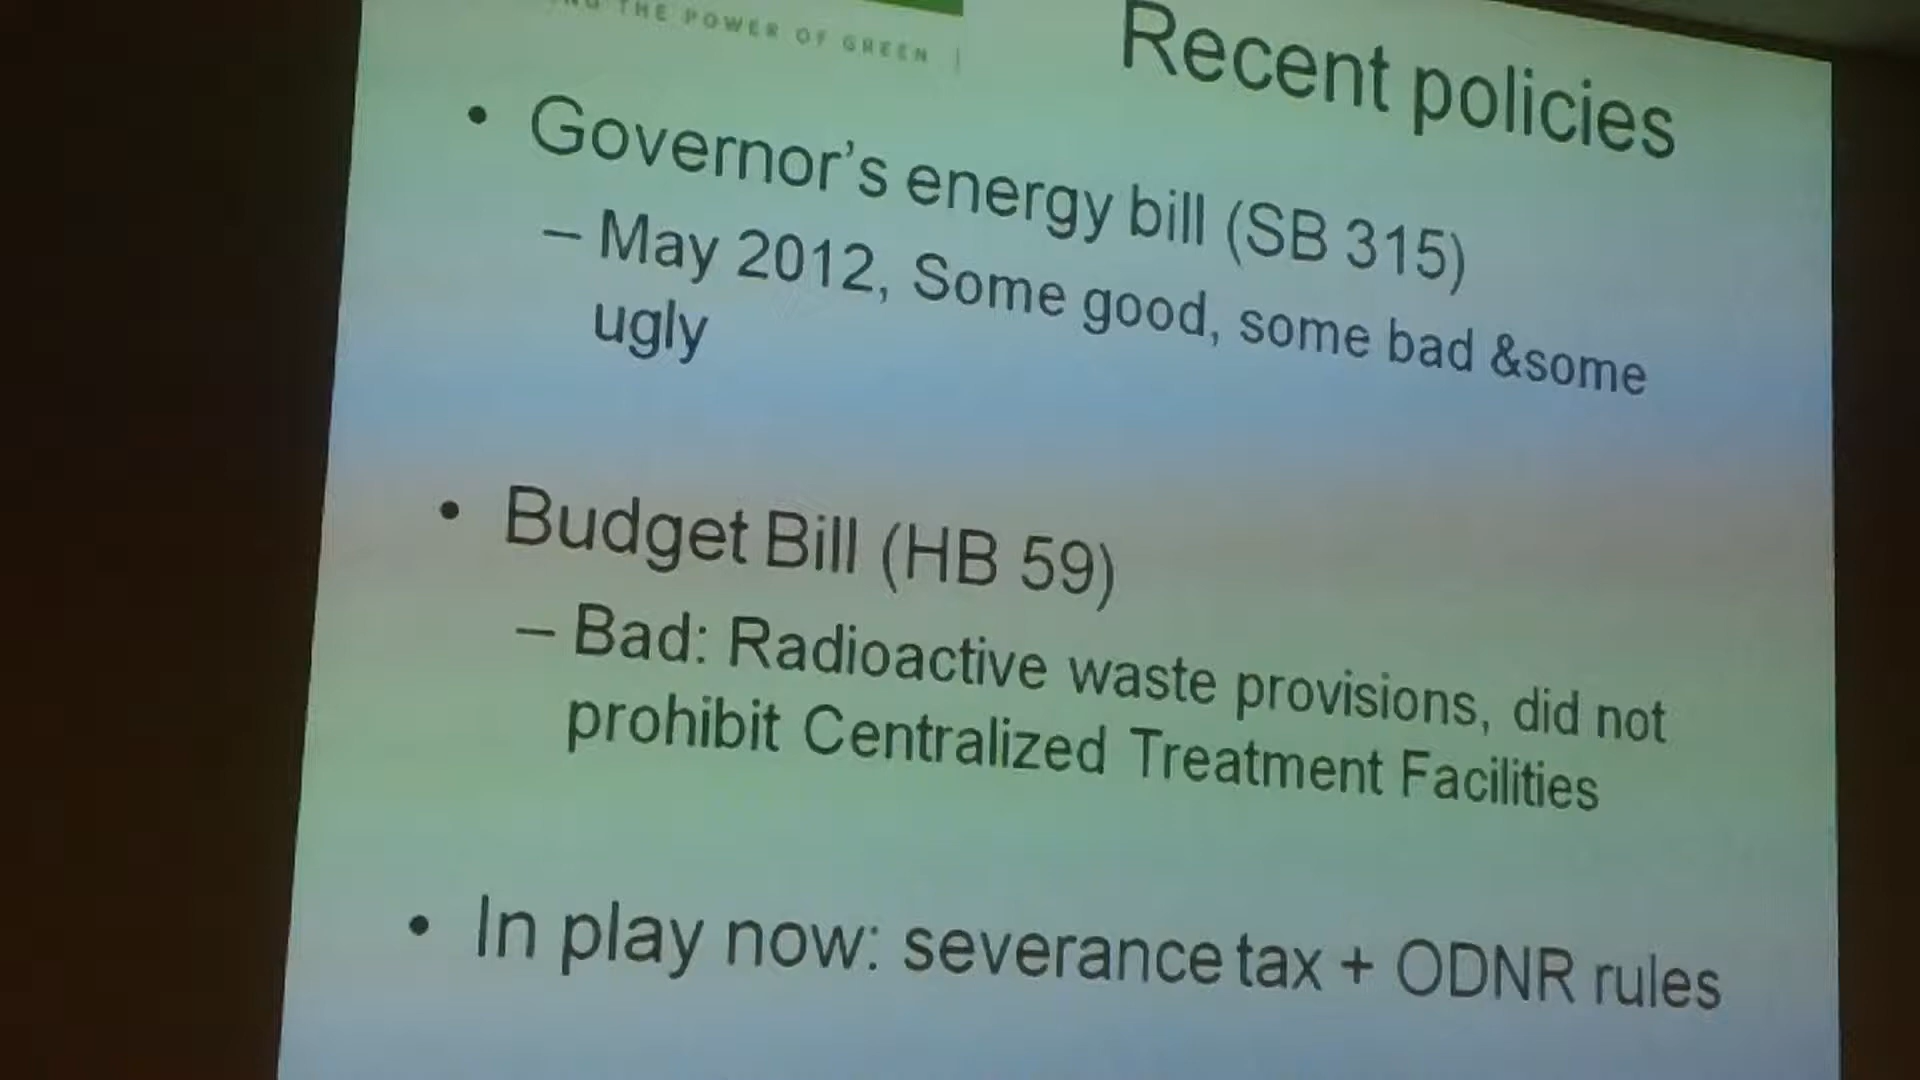 THE POWER OF GREEN |
Recent policies
• Governor's energy bill (SB 315)
– May 2012, Some good, some bad &some
ugly
• Budget Bill (HB 59)
– Bad: Radioactive waste provisions, did not
prohibit Centralized Treatment Facilities
• In play now: severance tax + ODNR rules